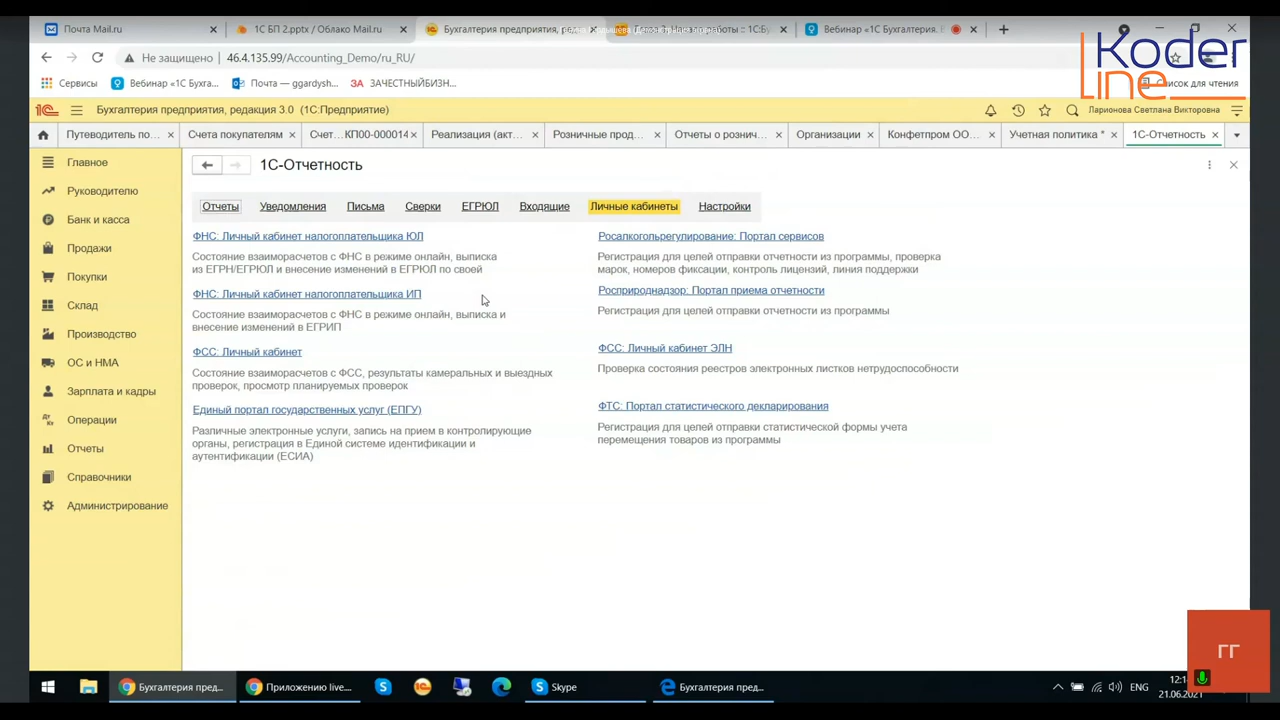 Почта Mail.ru
1С БП 2.pptx / Облако Mail.ru
Бухгалтерия предприятия,
1С:Бу
Вебинар «1С Бухгалтерия.
Не защищено
46.4.135.99/Accounting_Demo/ru_RU/
Koder
line
Сервисы
Вебинар «1С Бухга...
Почта — ggardysh...
ЗАЧЕСТНЫЙБИЗН...
Список для чтения
Бухгалтерия предприятия, редакция 3.0 (1С:Предприятие)
Ларионова Светлана Викторовна
Путеводитель по...
Счета покупателям
Счет...КП00-000014
Реализация (акт...
Розничные прод...
Отчеты о рознич...
Организации
Конфетпром ОО...
Учетная политика *
1С-Отчетность
Главное
Руководителю
Банк и касса
Продажи
Покупки
Склад
Производство
ОС и НМА
Зарплата и кадры
Операции
Отчеты
Справочники
Администрирование
1С-Отчетность
Отчеты
Уведомления
Письма
Сверки
ЕГРЮЛ
Входящие
Личные кабинеты
Настройки
ФНС: Личный кабинет налогоплательщика ЮЛ
Состояние взаиморасчетов с ФНС в режиме онлайн, выписка
из ЕГРН/ЕГРЮЛ и внесение изменений в ЕГРЮЛ по своей
ФНС: Личный кабинет налогоплательщика ИП
Состояние взаиморасчетов с ФНС в режиме онлайн, выписка и
внесение изменений в ЕГРИП
ФСС: Личный кабинет
Состояние взаиморасчетов с ФСС, результаты камеральных и выездных
проверок, просмотр планируемых проверок
Единый портал государственных услуг (ЕПГУ)
Различные электронные услуги, запись на прием в контролирующие
органы, регистрация в Единой системе идентификации и
аутентификации (ЕСИА)
Росалкогольрегулирование: Портал сервисов
Регистрация для целей отправки отчетности из программы, проверка
марок, номеров фиксации, контроль лицензий, линия поддержки
Росприроднадзор: Портал приема отчетности
Регистрация для целей отправки отчетности из программы
ФСС: Личный кабинет ЭЛН
Проверка состояния реестров электронных листков нетрудоспособности
ФТС: Портал статистического декларирования
Регистрация для целей отправки статистической формы учета
перемещения товаров из программы
ГГ
Бухгалтерия пред...
Приложению live....
Skype
Бухгалтерия пред...
ENG
21.06.2021